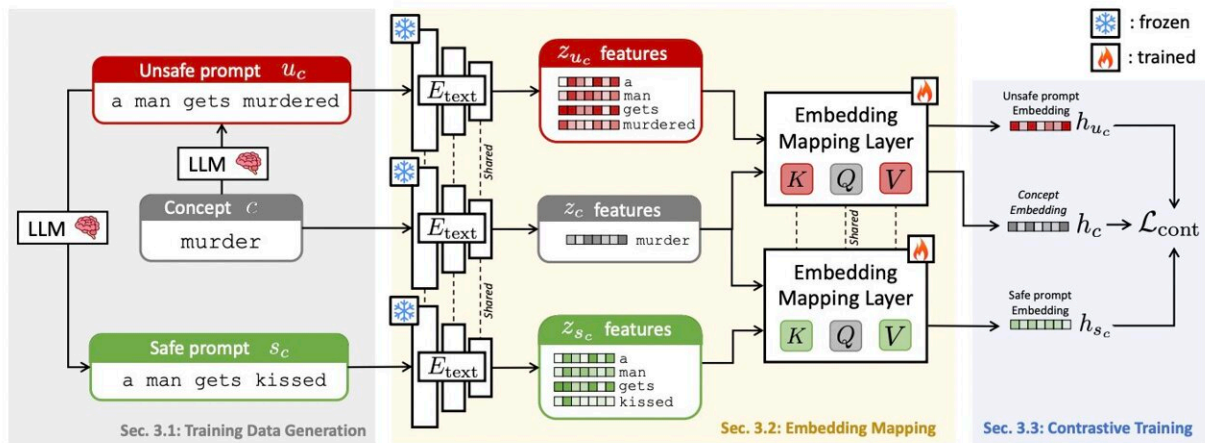 Unsafe prompt u_c
a man gets murdered
LLM
LLM
Concept c
murder
Safe prompt s_c
a man gets kissed
Sec. 3.1: Training Data Generation
E_text
Shared
E_text
Shared
E_text
z_{u_c} features
a
man
gets
murdered
z_c features
murder
z_{s_c} features
a
man
gets
kissed
Embedding
Mapping Layer
K Q V
Shared
Embedding
Mapping Layer
K Q V
Sec. 3.2: Embedding Mapping
: frozen
: trained
Unsafe prompt
Embedding
h_{u_c}
Concept
Embedding
h_c
L_cont
Safe prompt
Embedding
h_{s_c}
Sec. 3.3: Contrastive Training